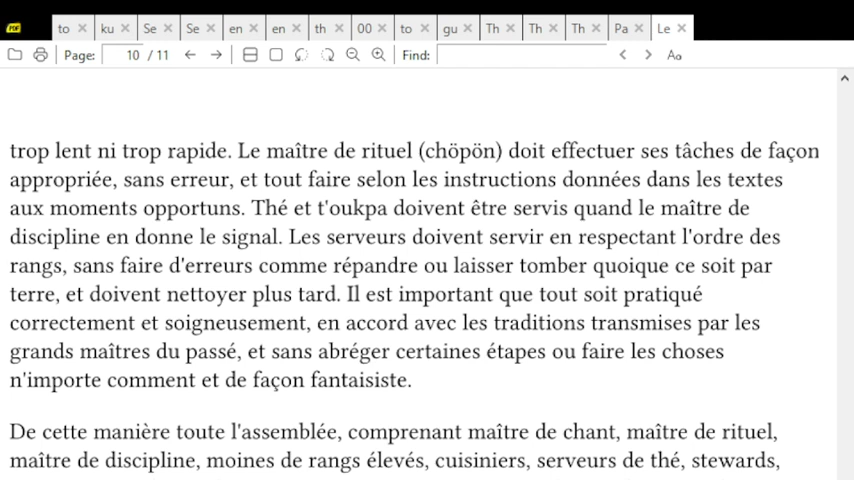 PDF
to ku Se Se en en th 00 to gu Th Th Th Pa Le
Page: 10 / 11 Find: Aa
trop lent ni trop rapide. Le maître de rituel (chöpön) doit effectuer ses tâches de façon
appropriée, sans erreur, et tout faire selon les instructions données dans les textes
aux moments opportuns. Thé et t'oukpa doivent être servis quand le maître de
discipline en donne le signal. Les serveurs doivent servir en respectant l'ordre des
rangs, sans faire d'erreurs comme répandre ou laisser tomber quoique ce soit par
terre, et doivent nettoyer plus tard. Il est important que tout soit pratiqué
correctement et soigneusement, en accord avec les traditions transmises par les
grands maîtres du passé, et sans abréger certaines étapes ou faire les choses
n'importe comment et de façon fantaisiste.
De cette manière toute l'assemblée, comprenant maître de chant, maître de rituel,
maître de discipline, moines de rangs élevés, cuisiniers, serveurs de thé, stewards,